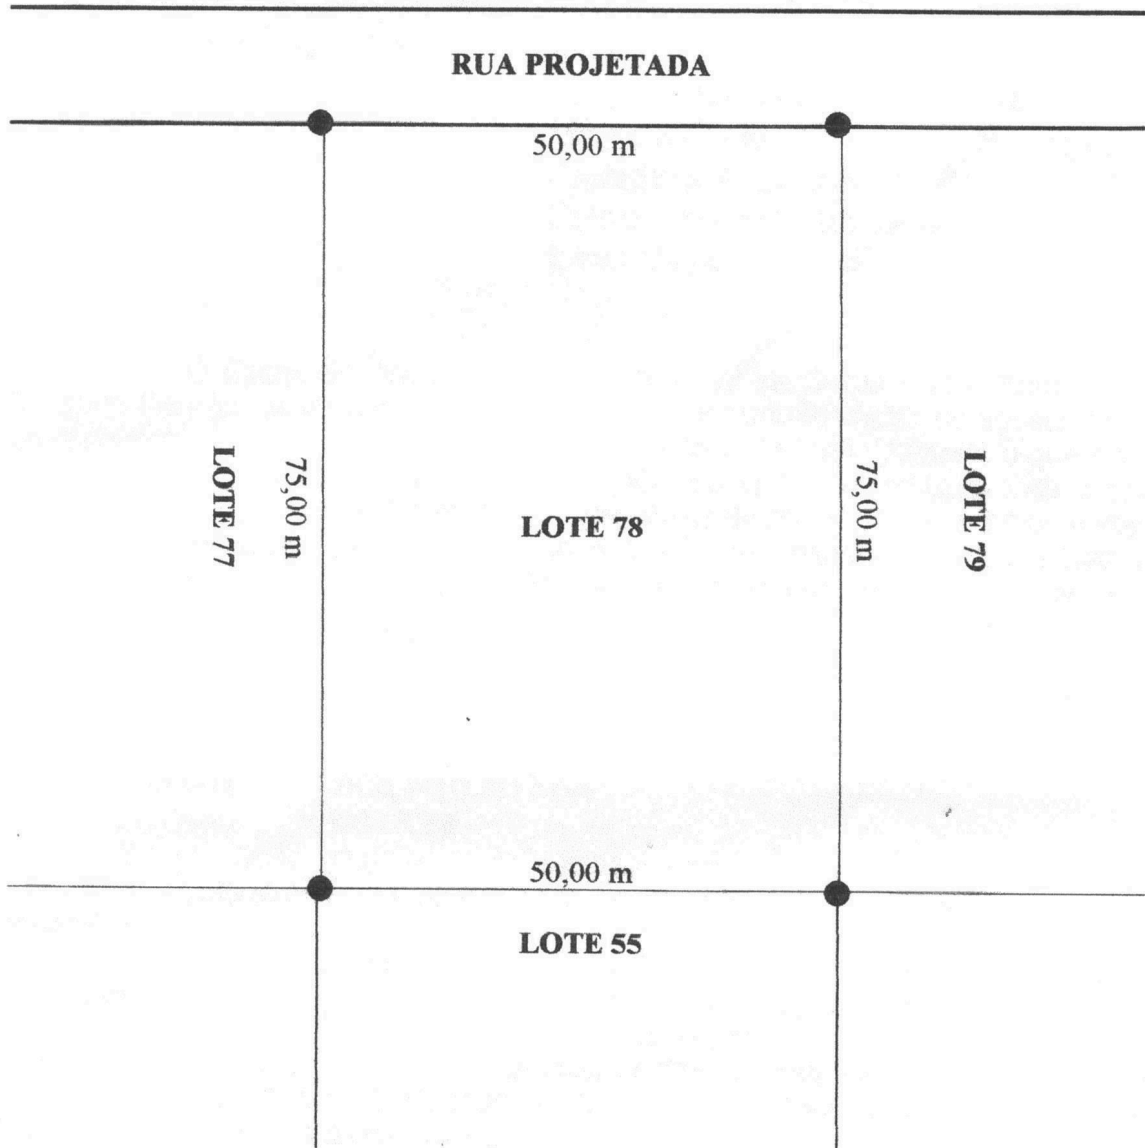 RUA PROJETADA
50,00 m
LOTE 77
75,00 m
LOTE 78
75,00 m
LOTE 79
50,00 m
LOTE 55